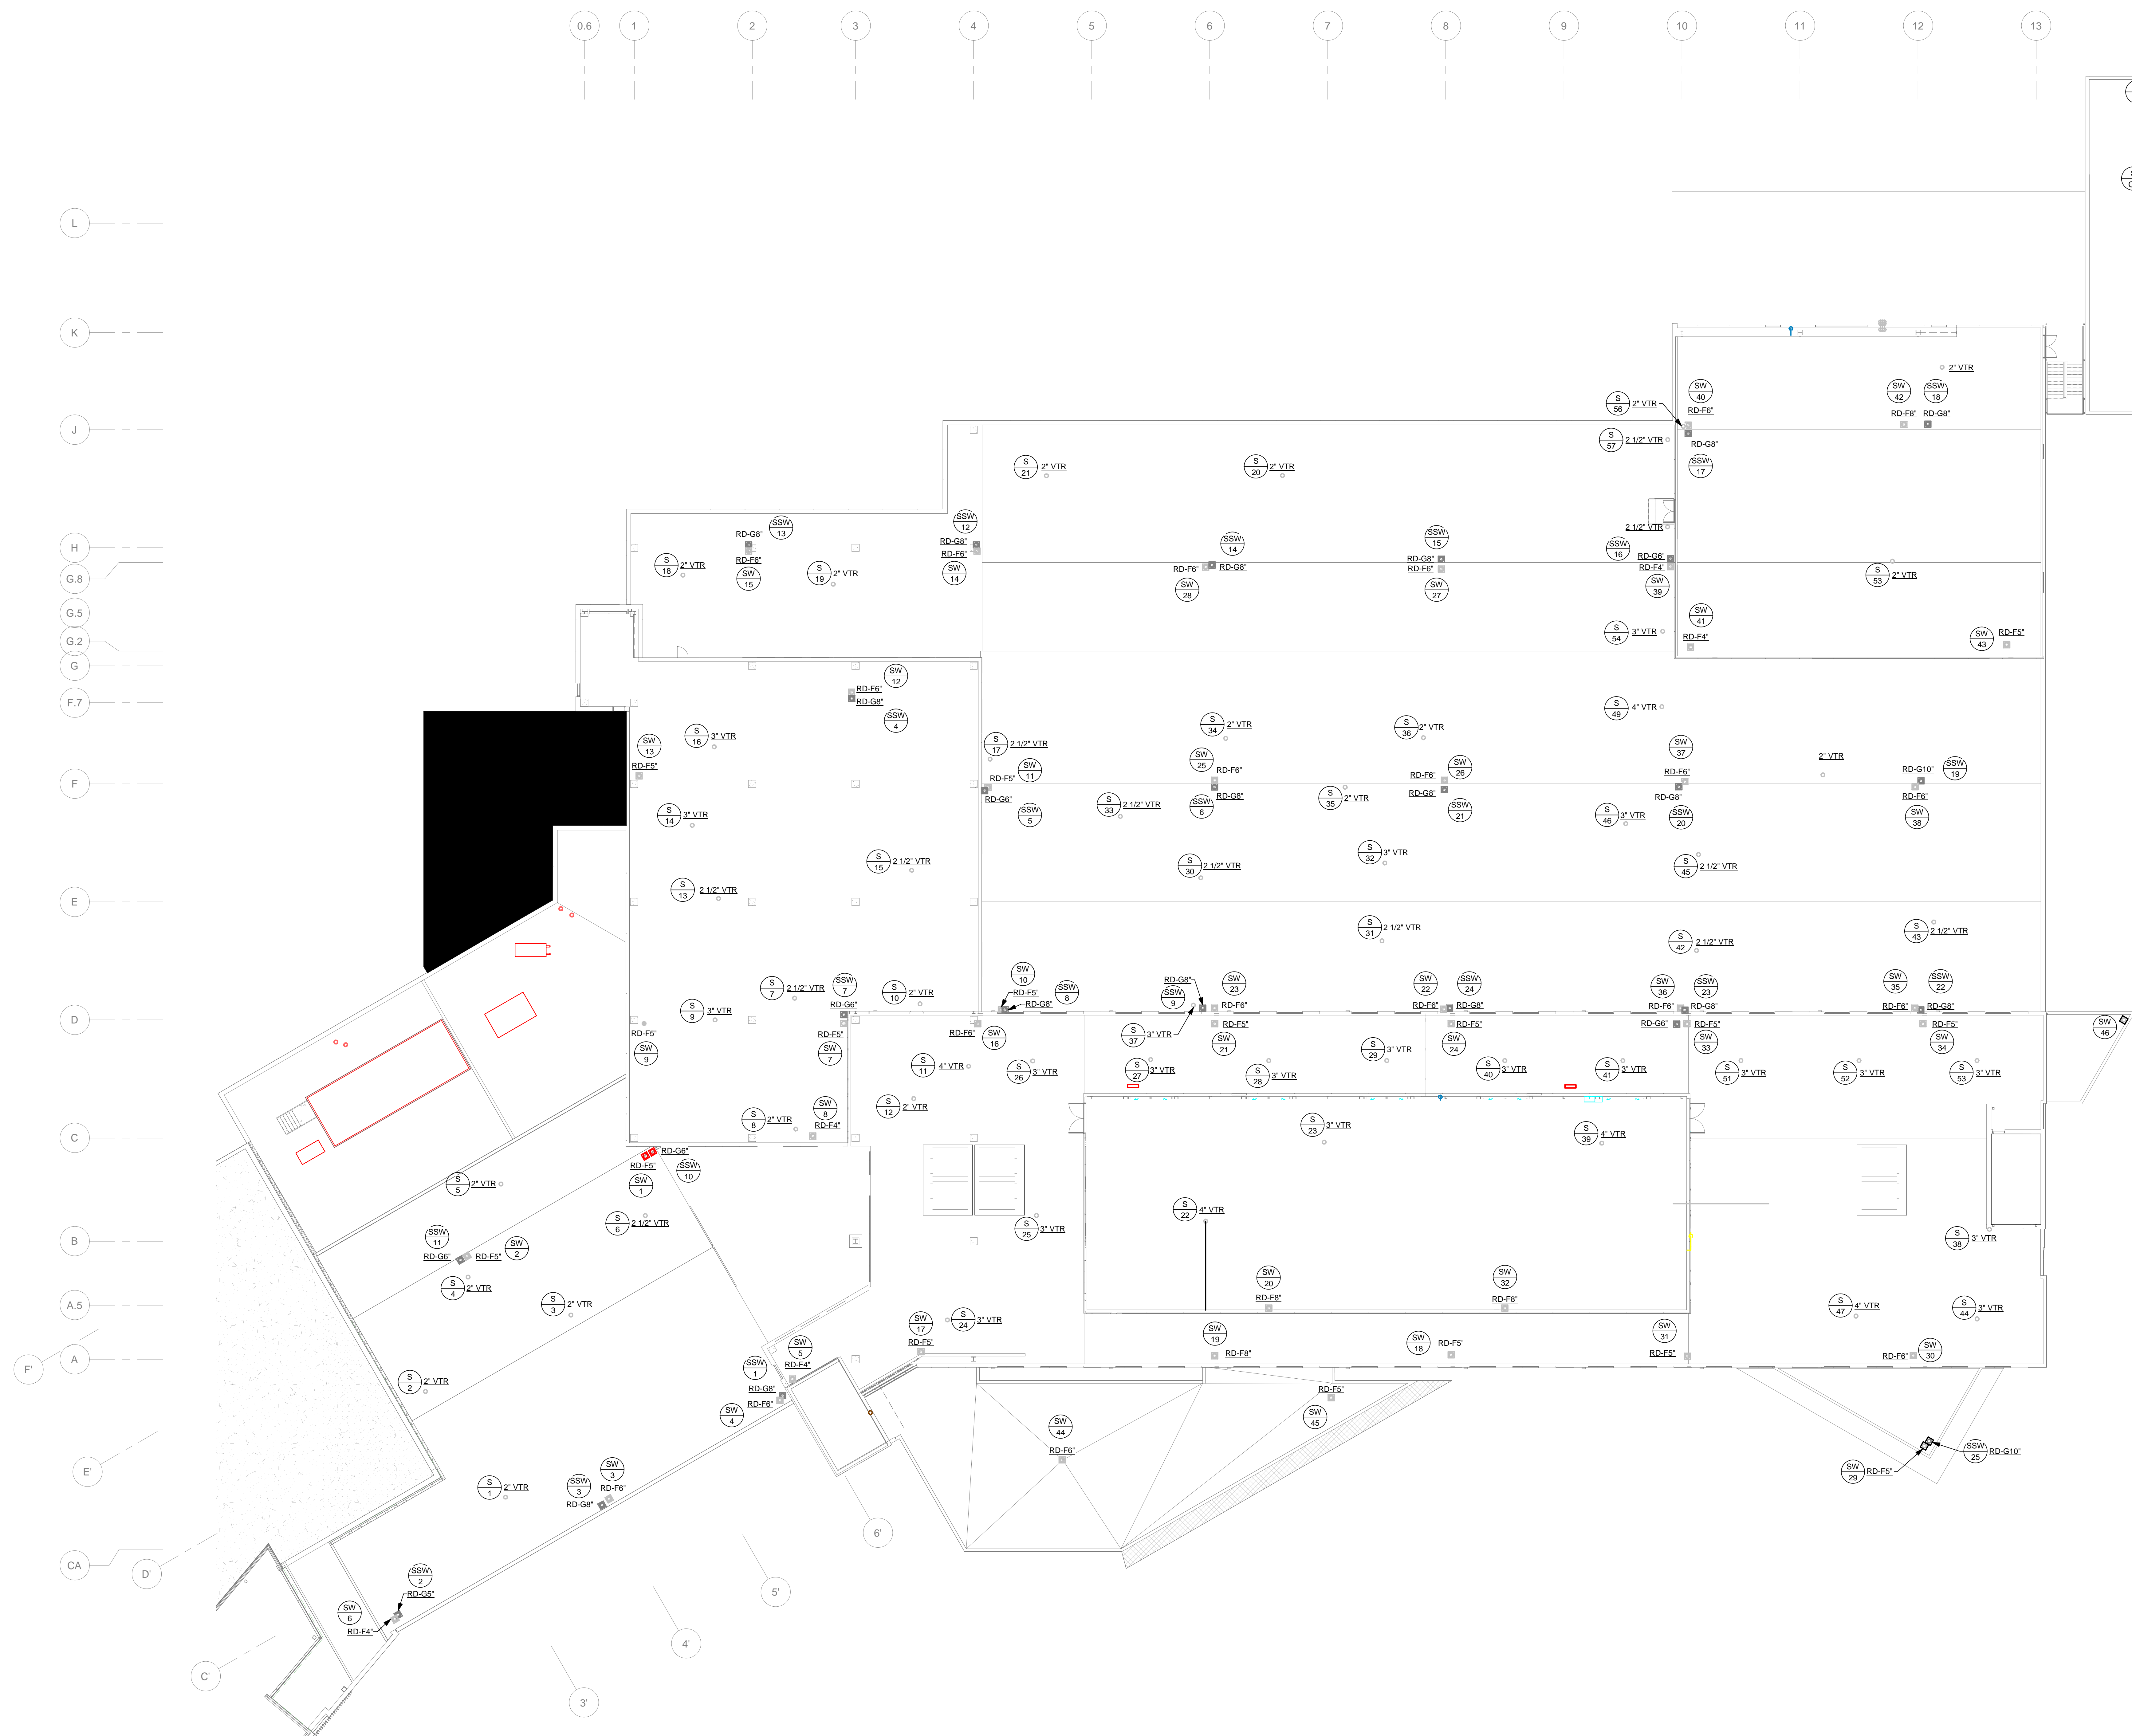 0.6 1 2 3 4 5 6 7 8 9 10 11 12 13
L
K
2" VTR
SW 40 SW 42 SSW 18
S 56 2" VTR RD-F6" RD-F8" RD-G8"
J
S 57 2 1/2" VTR RD-G8"
S 21 2" VTR S 20 2" VTR SSW 17
SSW 12 SSW 13 2 1/2" VTR
RD-G8" RD-G8" SSW 14 SSW 15 SSW 16
H
RD-F6" RD-F6" RD-G8" RD-G6"
S 18 2" VTR S 19 2" VTR RD-F6" RD-G8" RD-F6" RD-F4"
G.8
SW 15 SW 14 SW 28 SW 27 SW 39 S 53 2" VTR
G.5
SW 41
G.2
S 54 3" VTR RD-F4" SW 43 RD-F5"
G
SW 12
RD-F6"
F.7
RD-G8" S 49 4" VTR
SSW 4 S 34 2" VTR S 36 2" VTR
S 16 3" VTR S 17 2 1/2" VTR
SW 13 SW 25 SW 37 2" VTR
RD-F5" SW 11 RD-F6" SW 26 RD-F6" RD-G10" SSW 19
F
RD-F5" RD-F6" RD-F6"
RD-G6" RD-G8" RD-G8" RD-G8"
S 33 2 1/2" VTR SSW 6 S 35 2" VTR
S 14 3" VTR SSW 5 SSW 21 S 46 3" VTR SSW 20 SW 38
S 15 2 1/2" VTR S 30 2 1/2" VTR S 32 3" VTR S 45 2 1/2" VTR
S 13 2 1/2" VTR
E
S 31 2 1/2" VTR S 42 2 1/2" VTR S 43 2 1/2" VTR
SW 10 RD-G8" SW 23 SW 22 SSW 24 SW 36 SSW 23 SW 35 SSW 22
S 7 2 1/2" VTR SSW 7 S 10 2" VTR RD-F5" SSW 8 SSW 9
RD-G6" RD-G8" RD-F6" RD-F6" RD-G8" RD-F6" RD-G8" RD-F6" RD-G8"
S 9 3" VTR
D
RD-F5" RD-F5" RD-F6" RD-F5" RD-F5" RD-G6" RD-F5" RD-F5" SW 46
SW 9 SW 7 SW 16 S 37 3" VTR SW 21 S 29 3" VTR SW 24 SW 33 SW 34
S 11 4" VTR S 26 3" VTR S 27 3" VTR S 28 3" VTR S 40 3" VTR S 41 3" VTR S 51 3" VTR S 52 3" VTR S 53 3" VTR
S 12 2" VTR
S 8 2" VTR SW 8 RD-F4" S 23 3" VTR S 39 4" VTR
C
RD-G6"
RD-F5"
SSW 10
S 5 2" VTR SW 1
S 22 4" VTR
S 6 2 1/2" VTR S 25 3" VTR
B
SSW 11 SW 2 S 38 3" VTR
RD-G6" RD-F5"
S 4 2" VTR SW 20 SW 32
A.5
S 3 2" VTR RD-F8" RD-F8" S 47 4" VTR S 44 3" VTR
SW 17 S 24 3" VTR SW 19 SW 31
SW 5 RD-F5" SW 18 RD-F5"
A
F'
SSW 1 RD-F4" RD-F8" RD-F5" RD-F6" SW 30
S 2 2" VTR RD-G8" RD-F5"
RD-F6"
SW 4 SW 44 SW 45
RD-F6" SSW 25 RD-G10"
E'
SW 3 SW 29 RD-F5"
S 1 2" VTR SSW 3 RD-F6"
RD-G8"
6'
CA
D'
SSW 2
RD-G5" 5'
SW 6
RD-F4"
4'
C'
3'